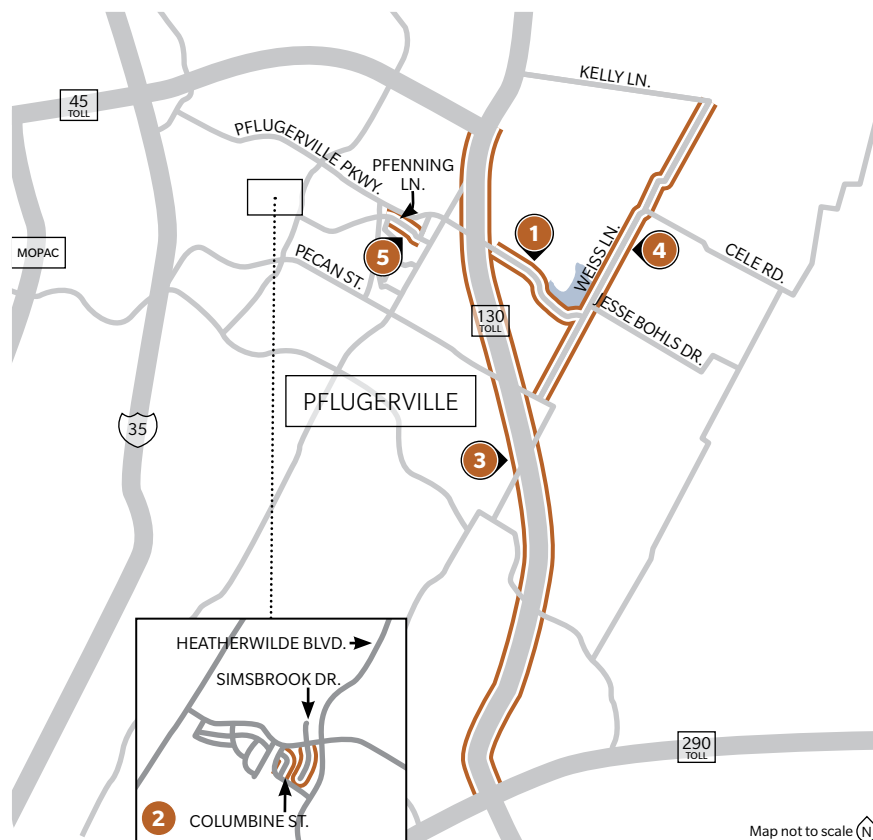 KELLY LN.
45
TOLL
PFLUGERVILLE
PKWY.
PFENNING
LN.
1
WEISS LN.
4
CELE RD.
MOPAC
5
PECAN ST.
130
TOLL
JESSE BOHLS DR.
PFLUGERVILLE
35
3
HEATHERWILDE BLVD.
SIMSBROOK DR.
290
TOLL
2
COLUMBINE ST.
Map not to scale N